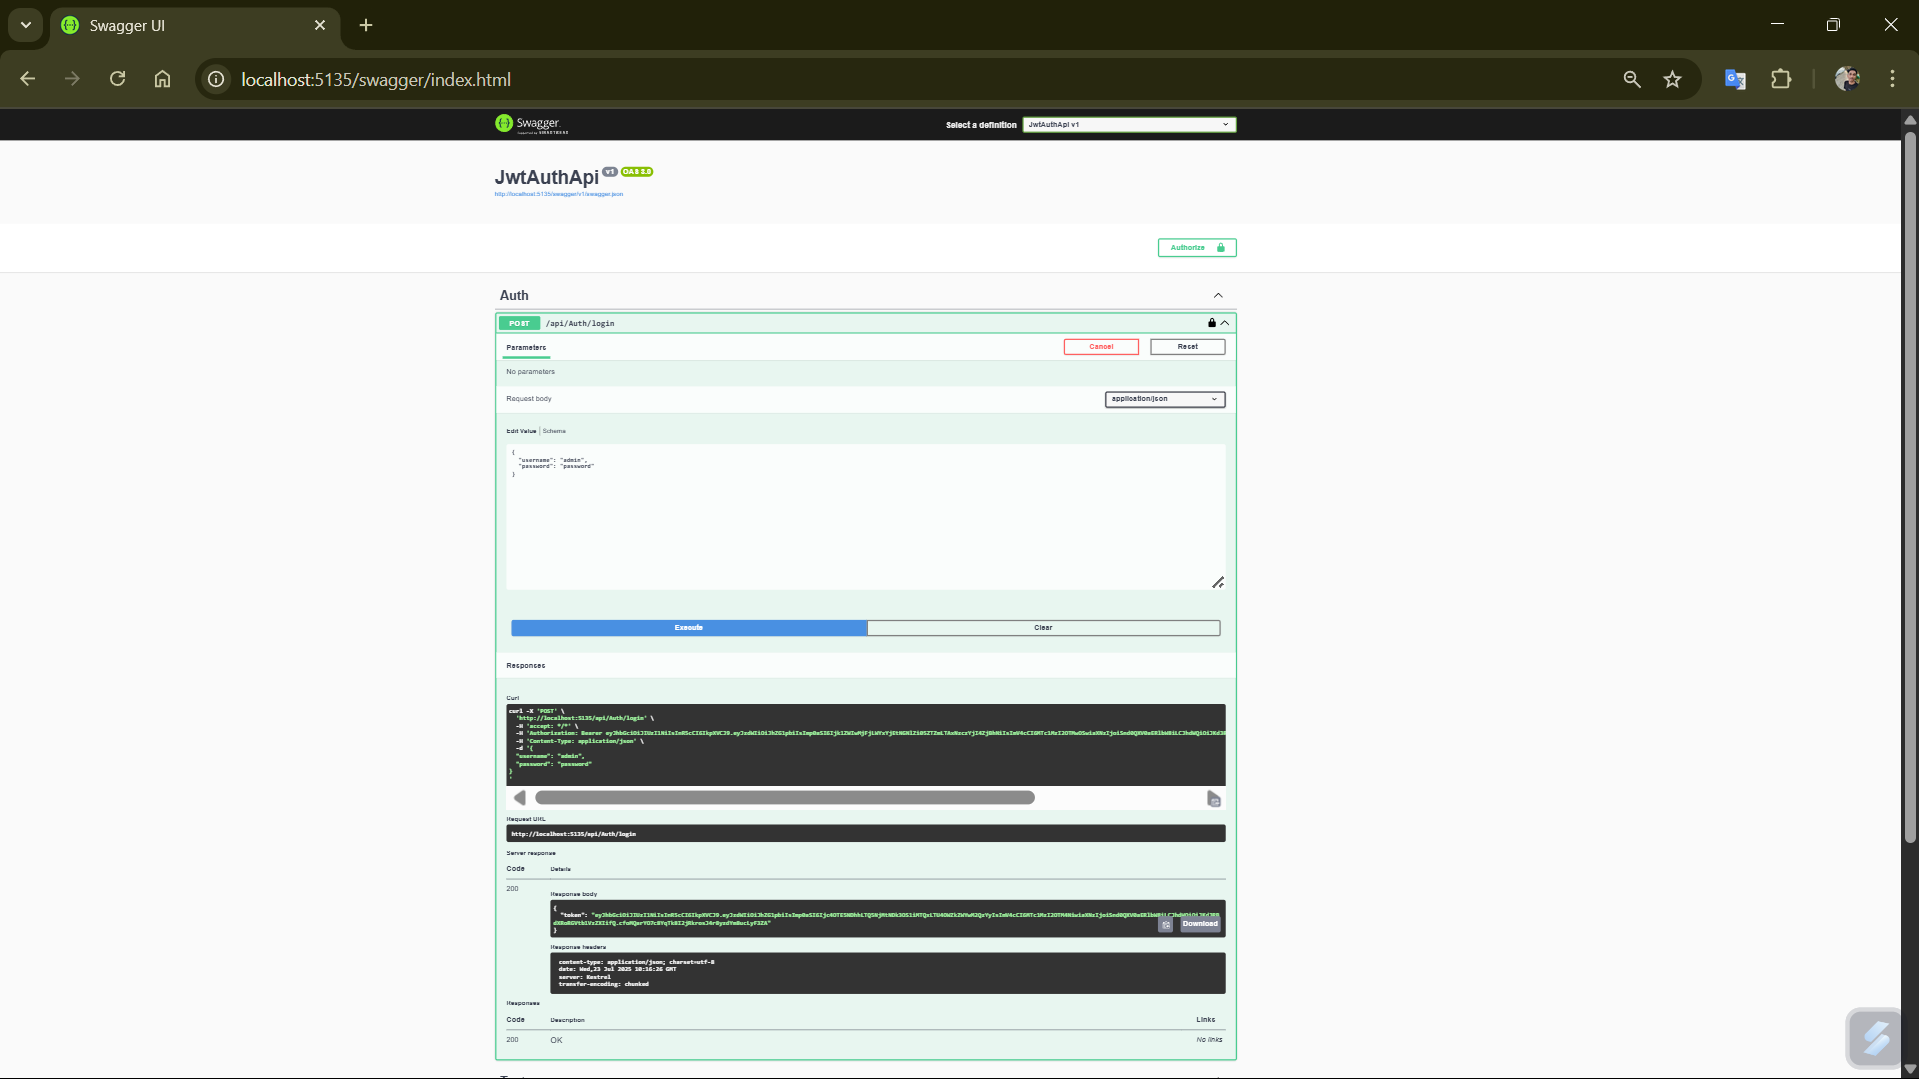 Swagger UI
localhost:5135/swagger/index.html
Swagger
Select a definition
JwtAuthApi v1
JwtAuthApi v1 OAS 3.0
http://localhost:5135/swagger/v1/swagger.json
Authorize
Auth
POST /api/Auth/login
Parameters
Cancel
Reset
No parameters
Request body
application/json
Edit Value | Schema
{
"username": "admin",
"password": "password"
}
Execute
Clear
Responses
Curl
curl -X 'POST' \
'http://localhost:5135/api/Auth/login' \
-H 'accept: */*' \
-H 'Authorization: Bearer
-H 'Content-Type: application/json' \
-d '{
"username": "admin",
"password": "password"
}
'
Request URL
http://localhost:5135/api/Auth/login
Server response
Code Details
200
Response body
{
"token":
}
Download
Response headers
content-type: application/json; charset=utf-8
date: Wed,23 Jul 2025 10:16:26 GMT
server: Kestrel
transfer-encoding: chunked
Responses
Code Description Links
200 OK No links